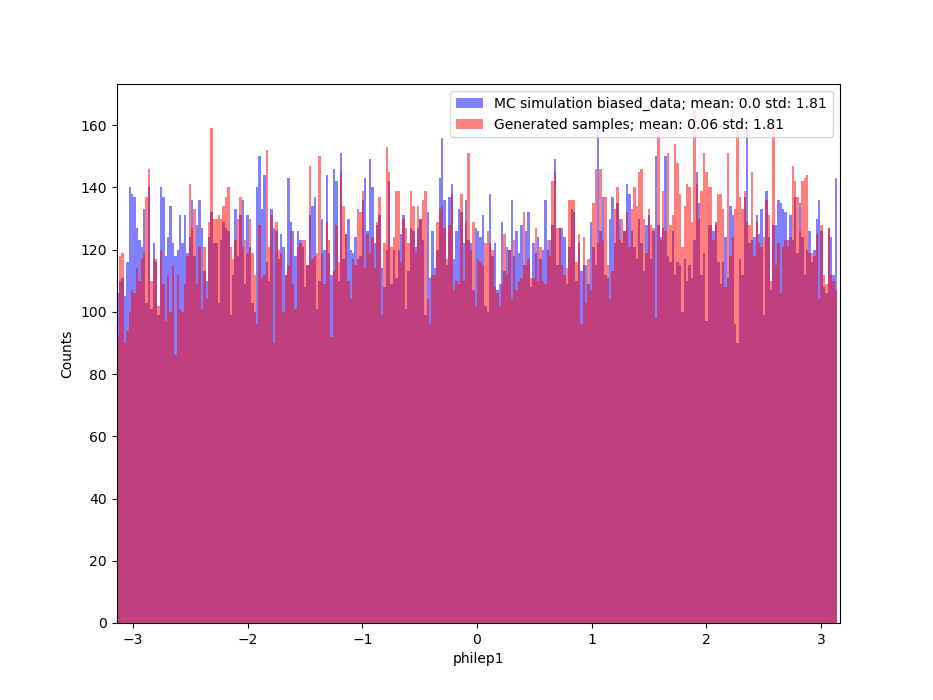 MC simulation biased_data; mean: 0.0 std: 1.81
Generated samples; mean: 0.06 std: 1.81
160
140
120
100
80
60
40
20
0
Counts
−3 −2 −1 0 1 2 3
philep1